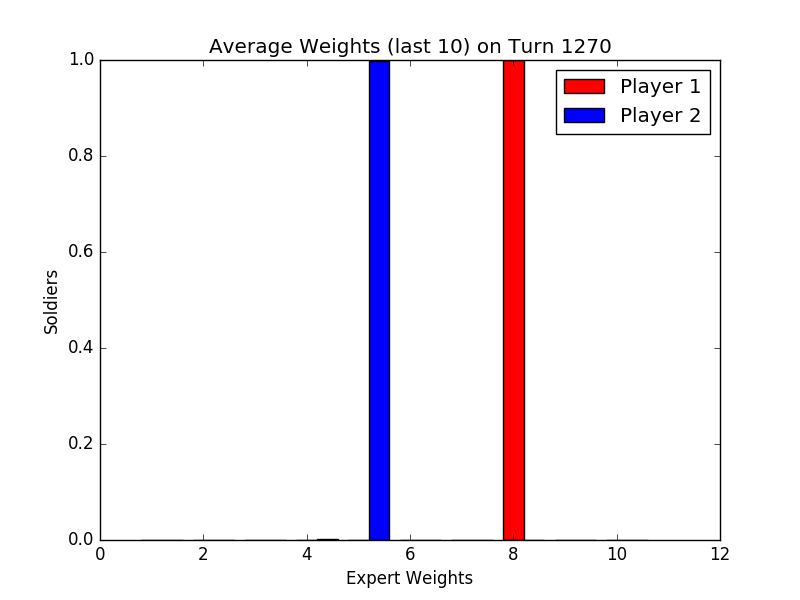 Average Weights (last 10) on Turn 1270
1.0
0.8
0.6
0.4
0.2
0.0
Soldiers
Player 1
Player 2
0 2 4 6 8 10 12
Expert Weights